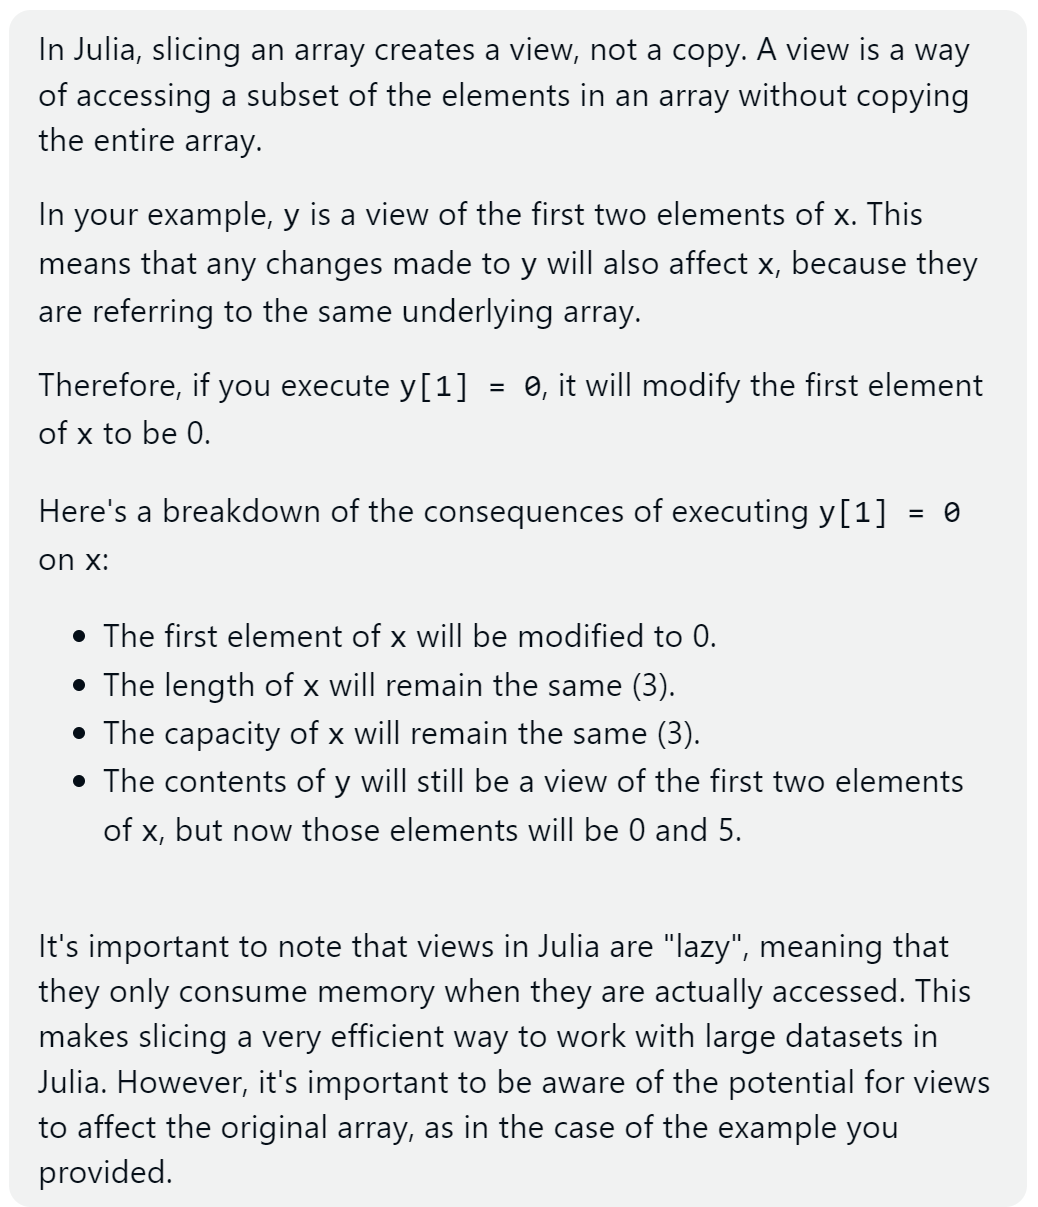 In Julia, slicing an array creates a view, not a copy. A view is a way
of accessing a subset of the elements in an array without copying
the entire array.
In your example, y is a view of the first two elements of x. This
means that any changes made to y will also affect x, because they
are referring to the same underlying array.
Therefore, if you execute y[1] = 0, it will modify the first element
of x to be 0.
Here's a breakdown of the consequences of executing y[1] = 0
on x:
• The first element of x will be modified to 0.
• The length of x will remain the same (3).
• The capacity of x will remain the same (3).
• The contents of y will still be a view of the first two elements
of x, but now those elements will be 0 and 5.
It's important to note that views in Julia are "lazy", meaning that
they only consume memory when they are actually accessed. This
makes slicing a very efficient way to work with large datasets in
Julia. However, it's important to be aware of the potential for views
to affect the original array, as in the case of the example you
provided.